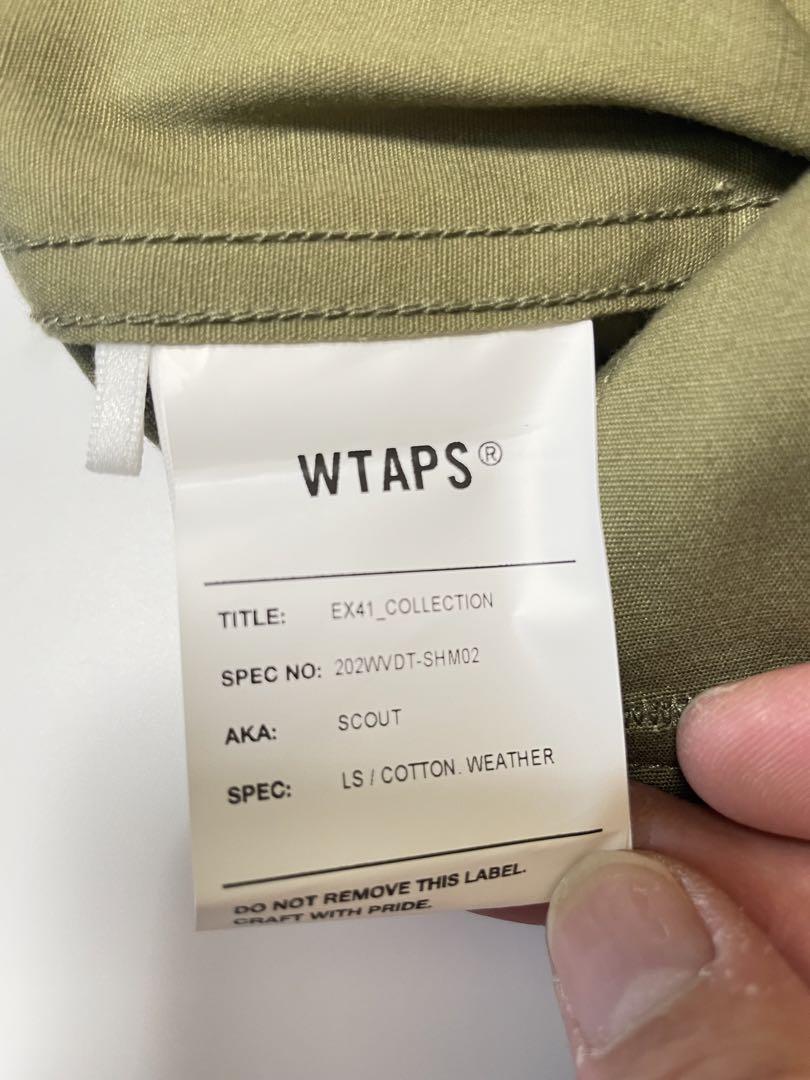 WTAPS®
TITLE: EX41_COLLECTION
SPEC NO: 202WVDT-SHM02
AKA: SCOUT
SPEC: LS / COTTON. WEATHER
DO NOT REMOVE THIS LABEL.
CRAFT WITH PRIDE.